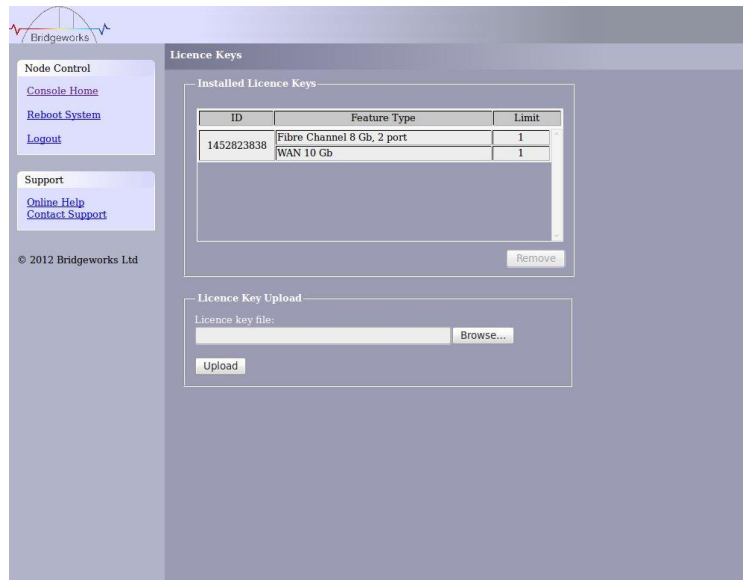 Bridgeworks
Licence Keys
Node Control
Console Home
Reboot System
Logout
Support
Online Help
Contact Support
© 2012 Bridgeworks Ltd
Installed Licence Keys
ID Feature Type Limit
1452823838 Fibre Channel 8 Gb, 2 port 1
WAN 10 Gb 1
Remove
Licence Key Upload
Licence key file:
Browse...
Upload